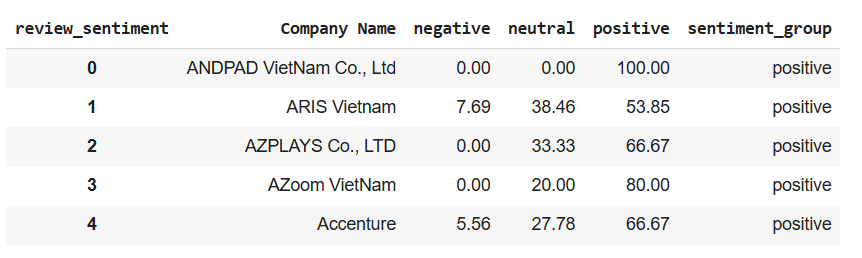 review_sentiment Company Name negative neutral positive sentiment_group
0 ANDPAD VietNam Co., Ltd 0.00 0.00 100.00 positive
1 ARIS Vietnam 7.69 38.46 53.85 positive
2 AZPLAYS Co., LTD 0.00 33.33 66.67 positive
3 AZoom VietNam 0.00 20.00 80.00 positive
4 Accenture 5.56 27.78 66.67 positive